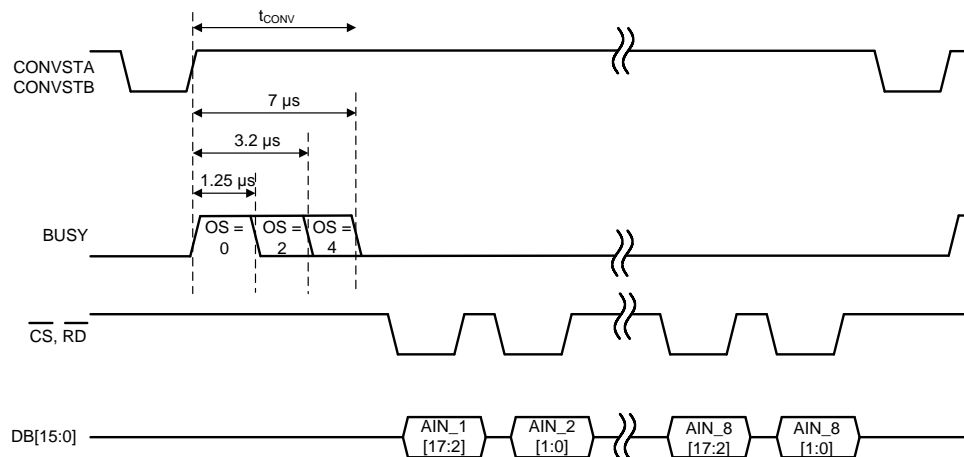 tCONV
CONVSTA
CONVSTB
7 µs
3.2 µs
1.25 µs
BUSY
OS = 0
OS = 2
OS = 4
CS, RD
DB[15:0]
AIN_1
[17:2]
AIN_2
[1:0]
AIN_8
[17:2]
AIN_8
[1:0]